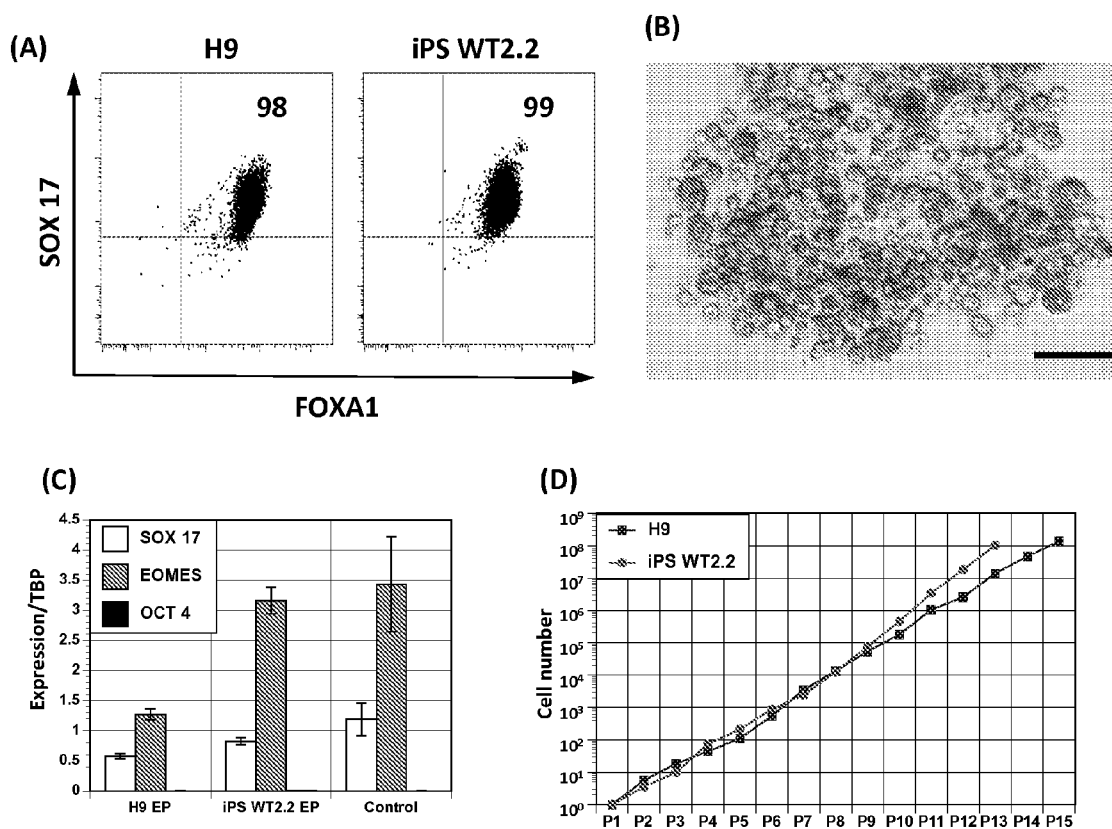 (A)
H9
iPS WT2.2
98
99
SOX 17
FOXA1
(B)
(C)
4.5
4
3.5
3
2.5
2
1.5
1
0.5
0
Expression/TBP
SOX 17
EOMES
OCT 4
H9 EP
iPS WT2.2 EP
Control
(D)
10⁹
10⁸
10⁷
10⁶
10⁵
10⁴
10³
10²
10¹
10⁰
Cell number
H9
iPS WT2.2
P1 P2 P3 P4 P5 P6 P7 P8 P9 P10 P11 P12 P13 P14 P15